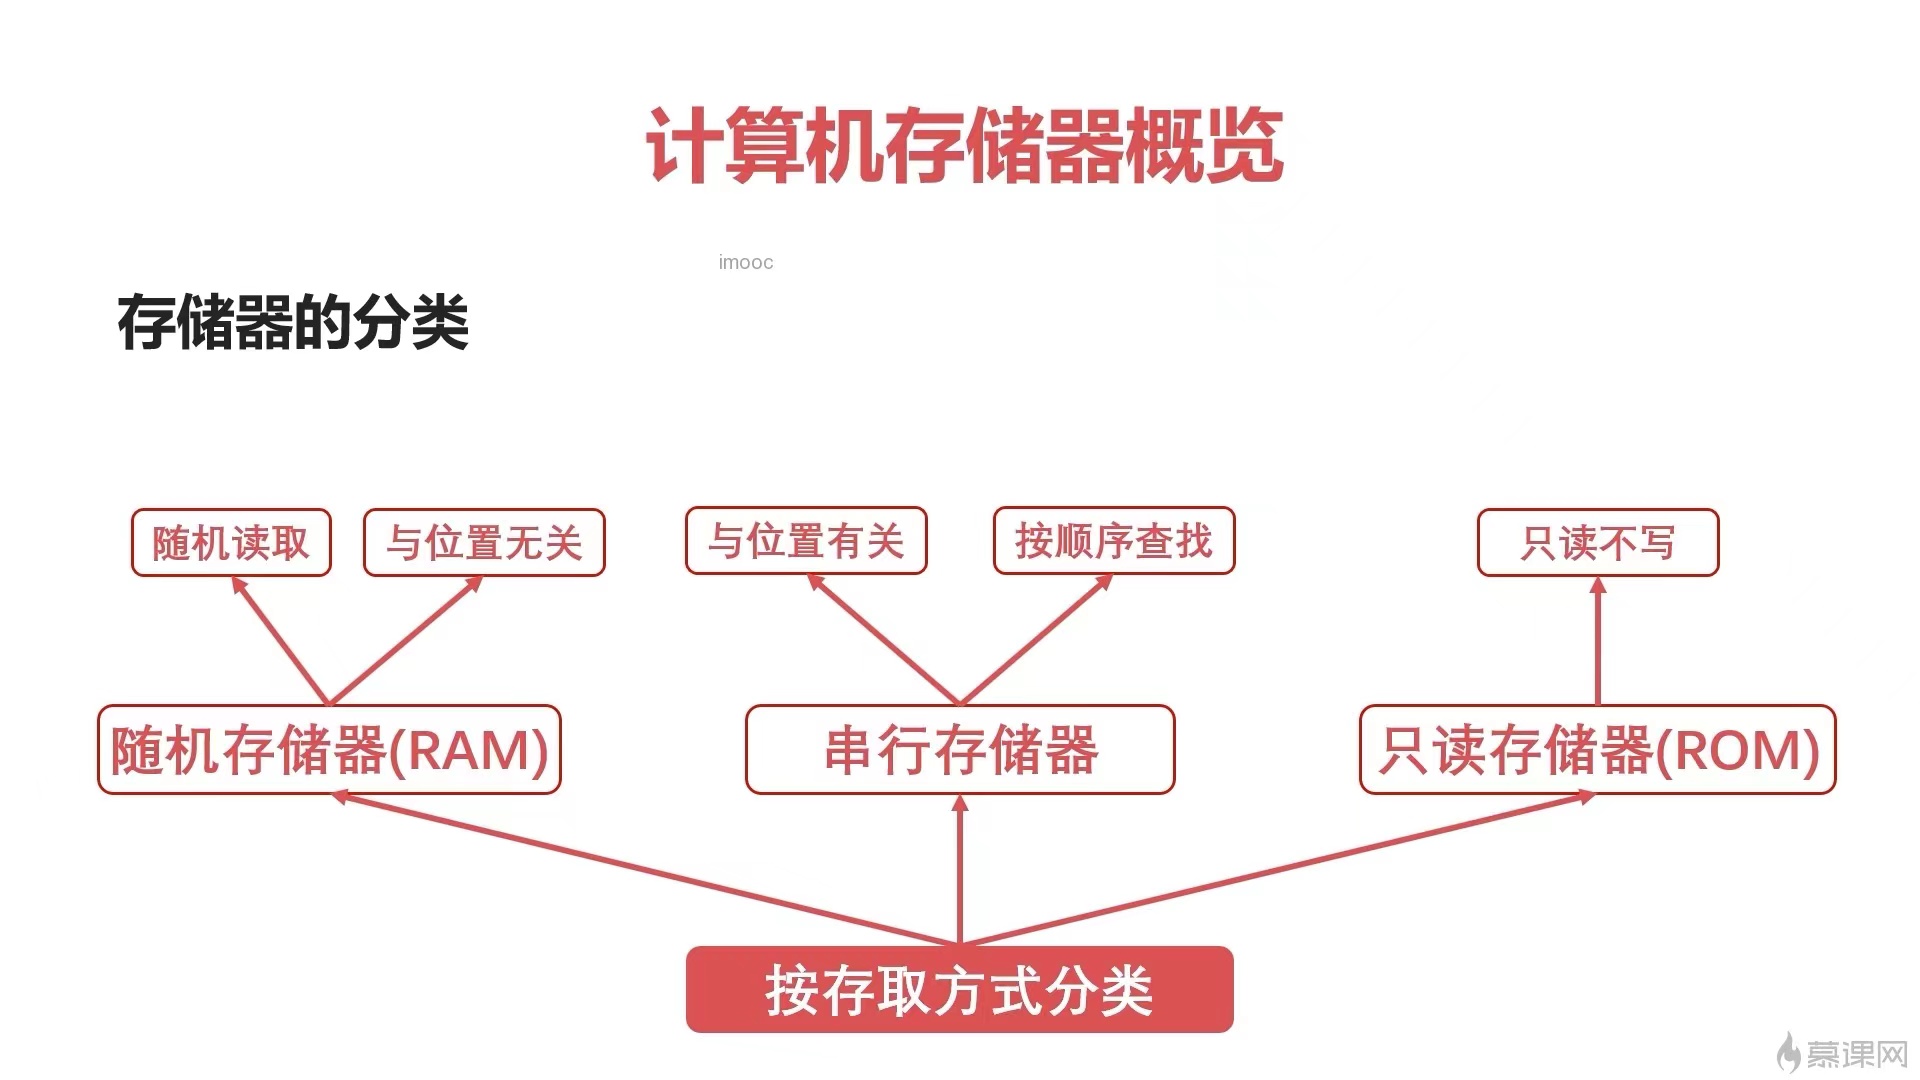 计算机存储器概览
imooc
存储器的分类
随机读取
与位置无关
与位置有关
按顺序查找
只读不写
随机存储器(RAM)
串行存储器
只读存储器(ROM)
按存取方式分类
慕课网